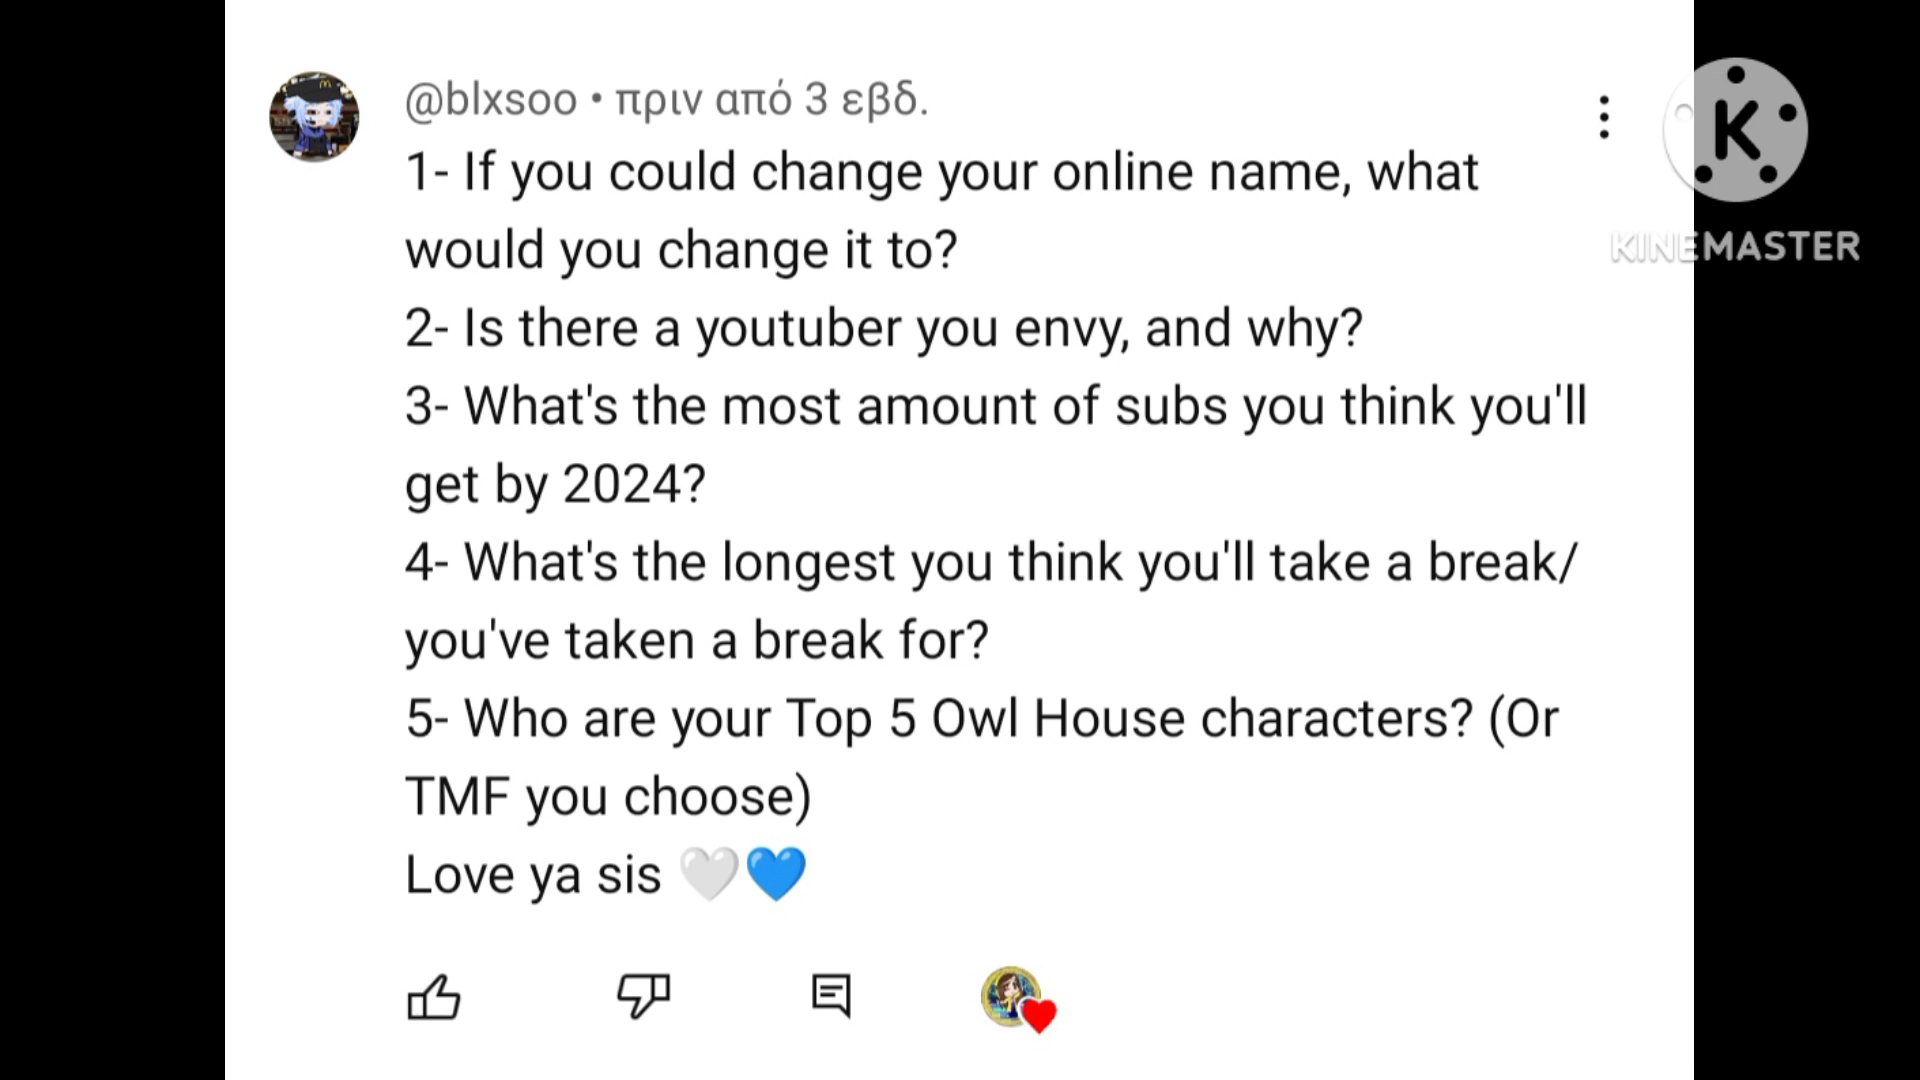 @blxsoo • πριν από 3 εβδ.
1- If you could change your online name, what
would you change it to?
2- Is there a youtuber you envy, and why?
3- What's the most amount of subs you think you'll
get by 2024?
4- What's the longest you think you'll take a break/
you've taken a break for?
5- Who are your Top 5 Owl House characters? (Or
TMF you choose)
Love ya sis 🤍💙
K
KINEMASTER